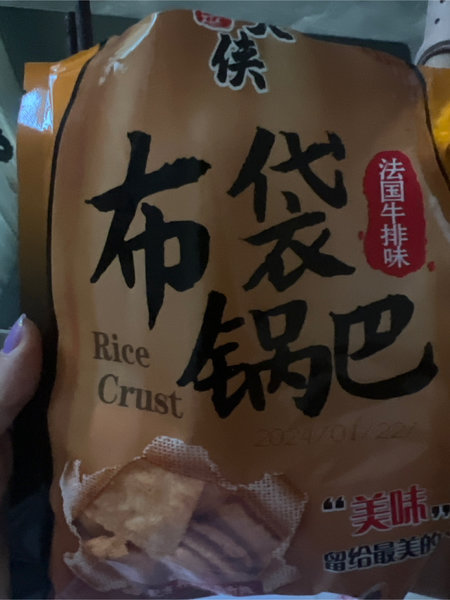 侠
布袋
锅巴
法国牛排味
Rice
Crust
2024/01/22
“美味”
留给最美的